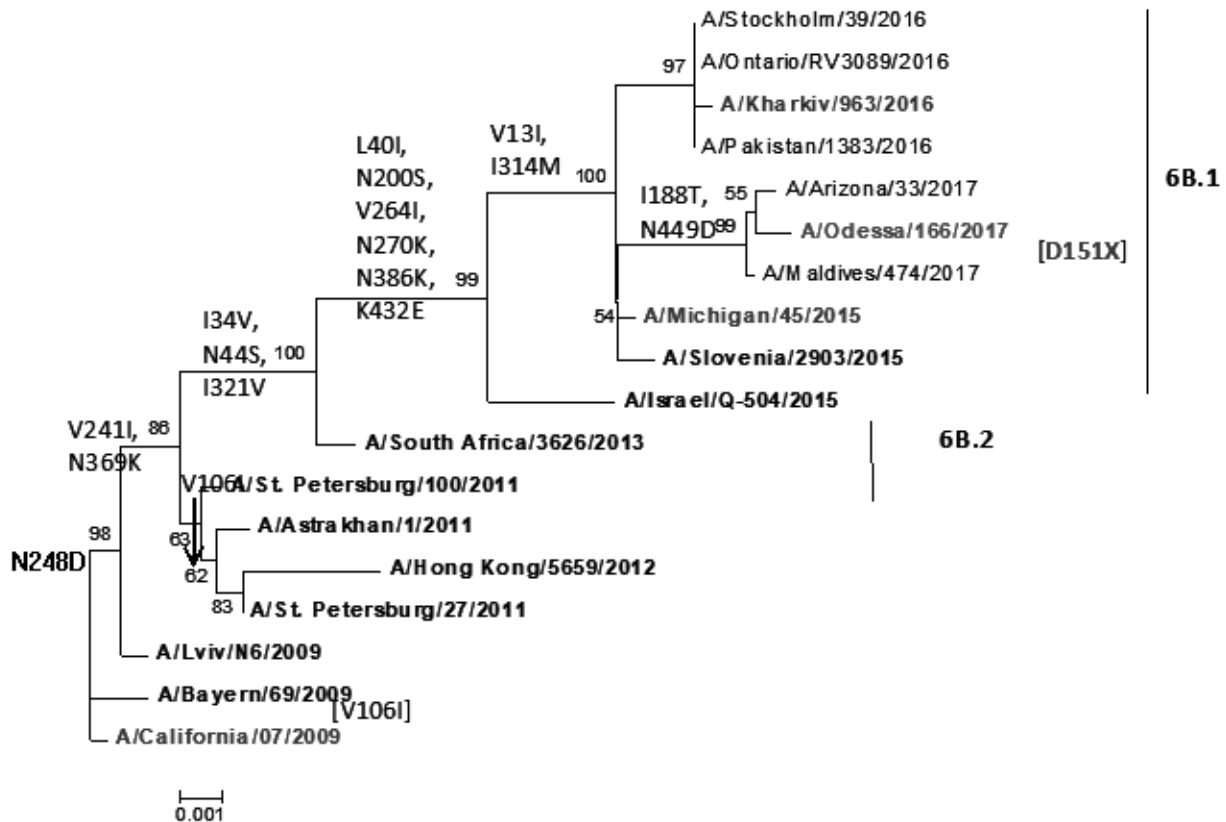 A/Stockholm/39/2016
97
A/Ontario/RV3089/2016
A/Kharkiv/963/2016
A/Pakistan/1383/2016
L40I,
N200S,
V264I,
N270K,
N386K,
K432E
V13I,
I314M
100
6B.1
I188T,
N449D
55
99
A/Arizona/33/2017
A/Odessa/166/2017
[D151X]
A/Maldives/474/2017
99
54
A/Michigan/45/2015
A/Slovenia/2903/2015
I34V,
N44S,
I321V
100
A/Israel/Q-504/2015
V241I,
N369K
86
A/South Africa/3626/2013
6B.2
V106I
A/St. Petersburg/100/2011
A/Astrakhan/1/2011
98
N248D
63
62
A/Hong Kong/5659/2012
83
A/St. Petersburg/27/2011
A/Lviv/N6/2009
A/Bayern/69/2009
[V106I]
A/California/07/2009
0.001